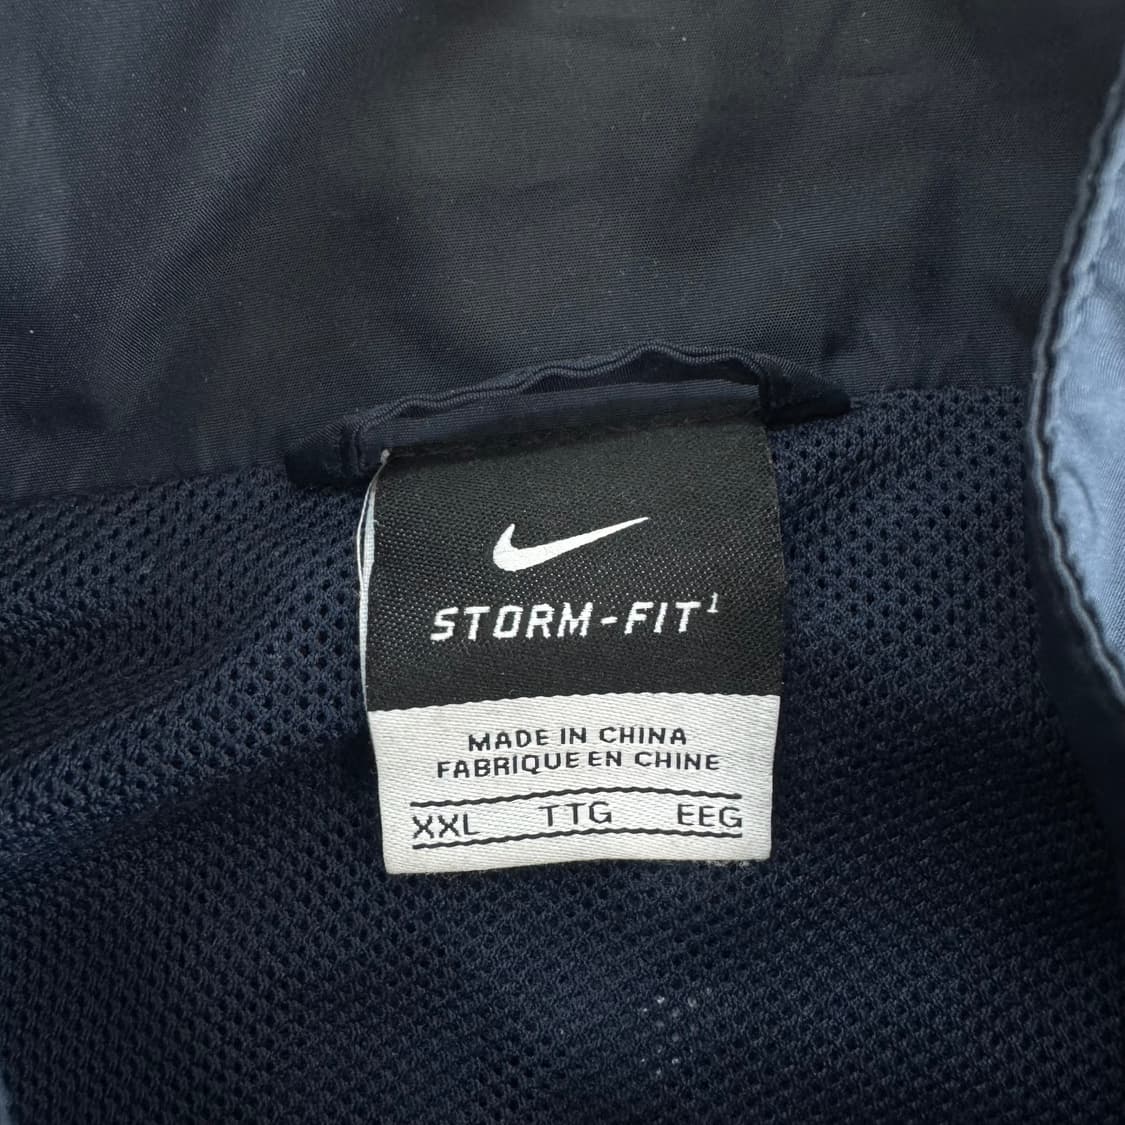 STORM-FIT¹
MADE IN CHINA
FABRIQUE EN CHINE
XXL TTG EEG